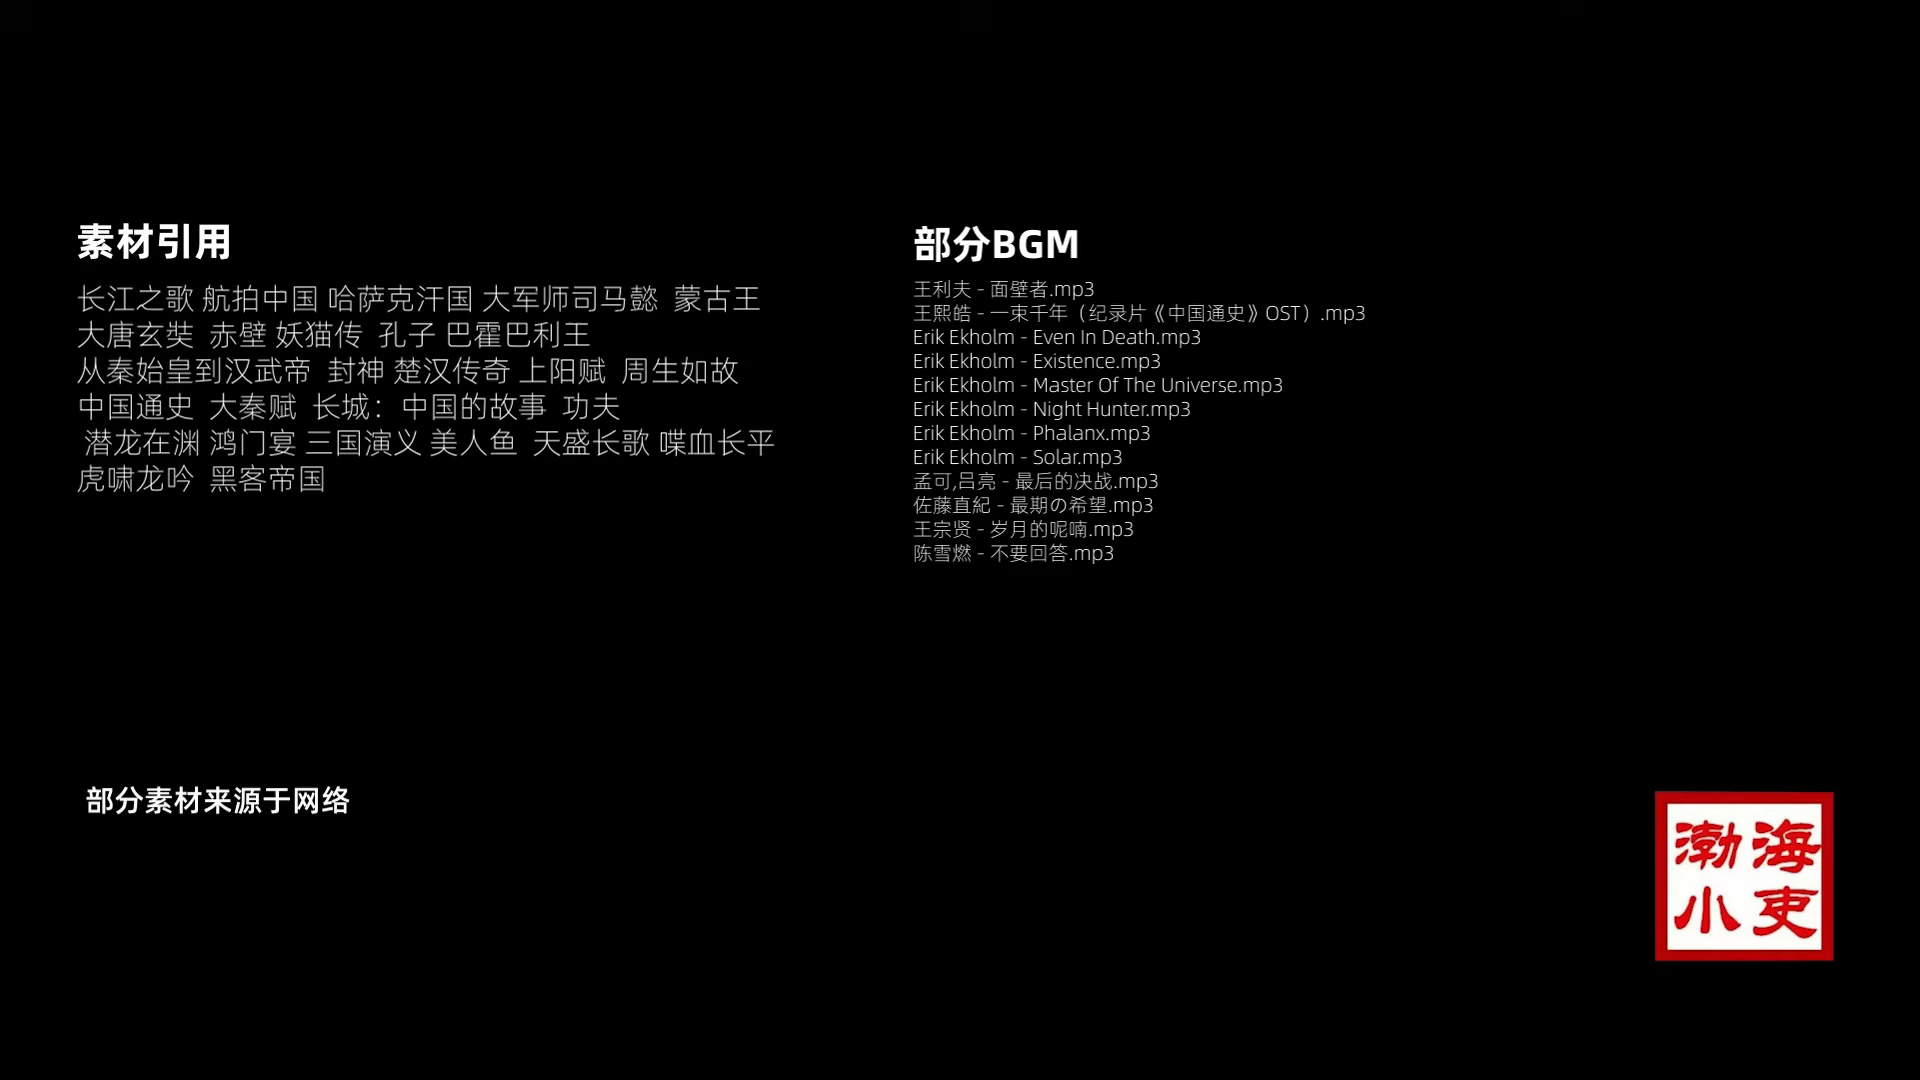 素材引用
长江之歌 航拍中国 哈萨克汗国 大军师司马懿  蒙古王
大唐玄奘  赤壁 妖猫传  孔子 巴霍巴利王
从秦始皇到汉武帝  封神 楚汉传奇 上阳赋  周生如故
中国通史  大秦赋  长城：中国的故事  功夫
潜龙在渊 鸿门宴 三国演义 美人鱼  天盛长歌 喋血长平
虎啸龙吟  黑客帝国
部分BGM
王利夫 - 面壁者.mp3
王熙皓 - 一束千年（纪录片《中国通史》OST）.mp3
Erik Ekholm - Even In Death.mp3
Erik Ekholm - Existence.mp3
Erik Ekholm - Master Of The Universe.mp3
Erik Ekholm - Night Hunter.mp3
Erik Ekholm - Phalanx.mp3
Erik Ekholm - Solar.mp3
孟可,吕亮 - 最后的决战.mp3
佐藤直紀 - 最期の希望.mp3
王宗贤 - 岁月的呢喃.mp3
陈雪燃 - 不要回答.mp3
部分素材来源于网络
渤海
小吏